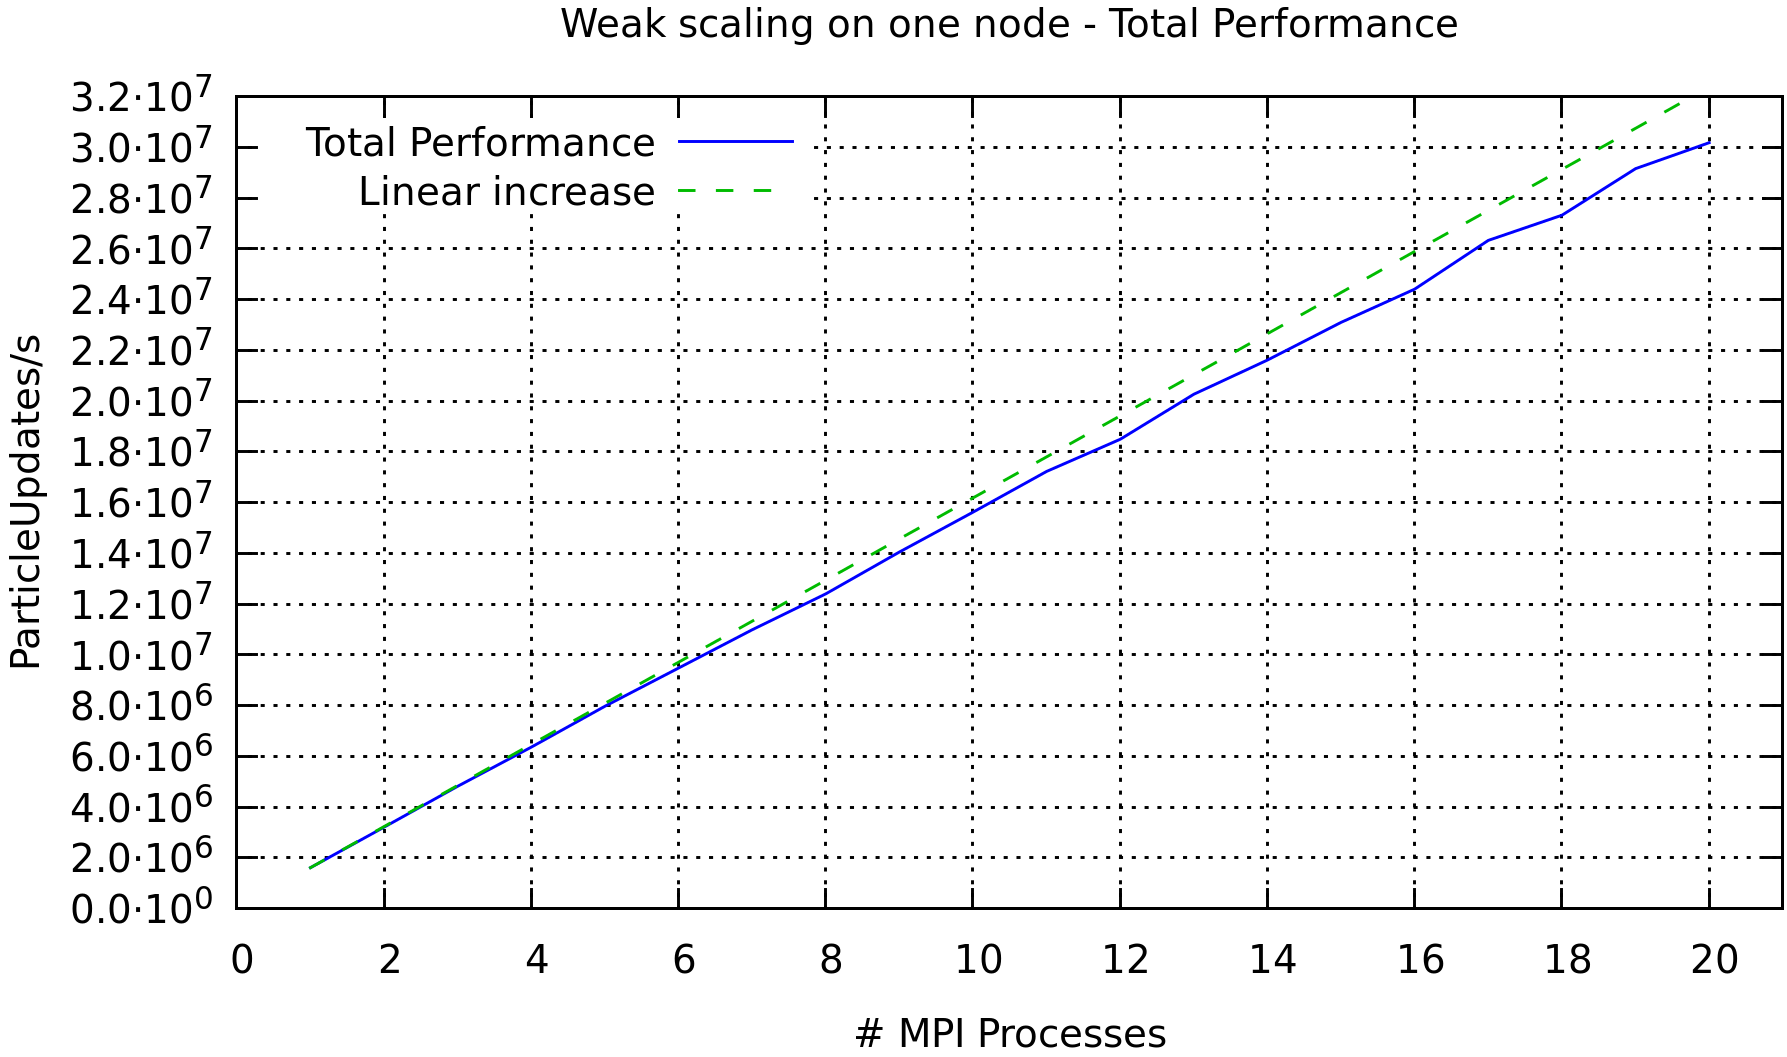 Weak scaling on one node - Total Performance
3.2·10⁷
3.0·10⁷
2.8·10⁷
2.6·10⁷
2.4·10⁷
2.2·10⁷
2.0·10⁷
1.8·10⁷
1.6·10⁷
1.4·10⁷
1.2·10⁷
1.0·10⁷
8.0·10⁶
6.0·10⁶
4.0·10⁶
2.0·10⁶
0.0·10⁰
Total Performance
Linear increase
ParticleUpdates/s
0 2 4 6 8 10 12 14 16 18 20
# MPI Processes